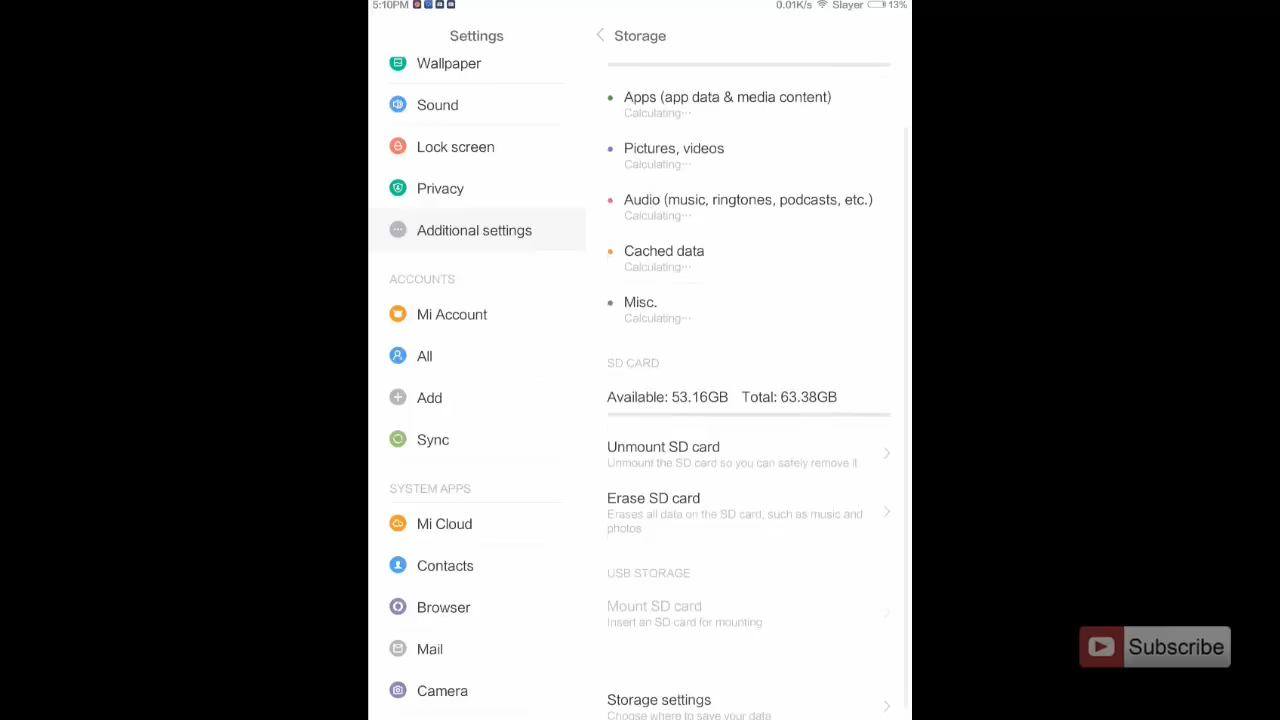 5:10PM
0.01K/s Slayer 13%
Settings
Storage
Wallpaper
Sound
Lock screen
Privacy
Additional settings
ACCOUNTS
Mi Account
All
Add
Sync
SYSTEM APPS
Mi Cloud
Contacts
Browser
Mail
Camera
Apps (app data & media content)
Calculating···
Pictures, videos
Calculating···
Audio (music, ringtones, podcasts, etc.)
Calculating···
Cached data
Calculating···
Misc.
Calculating···
SD CARD
Available: 53.16GB Total: 63.38GB
Unmount SD card
Unmount the SD card so you can safely remove it
Erase SD card
Erases all data on the SD card, such as music and
photos
USB STORAGE
Mount SD card
Insert an SD card for mounting
Storage settings
Choose where to save your data
Subscribe